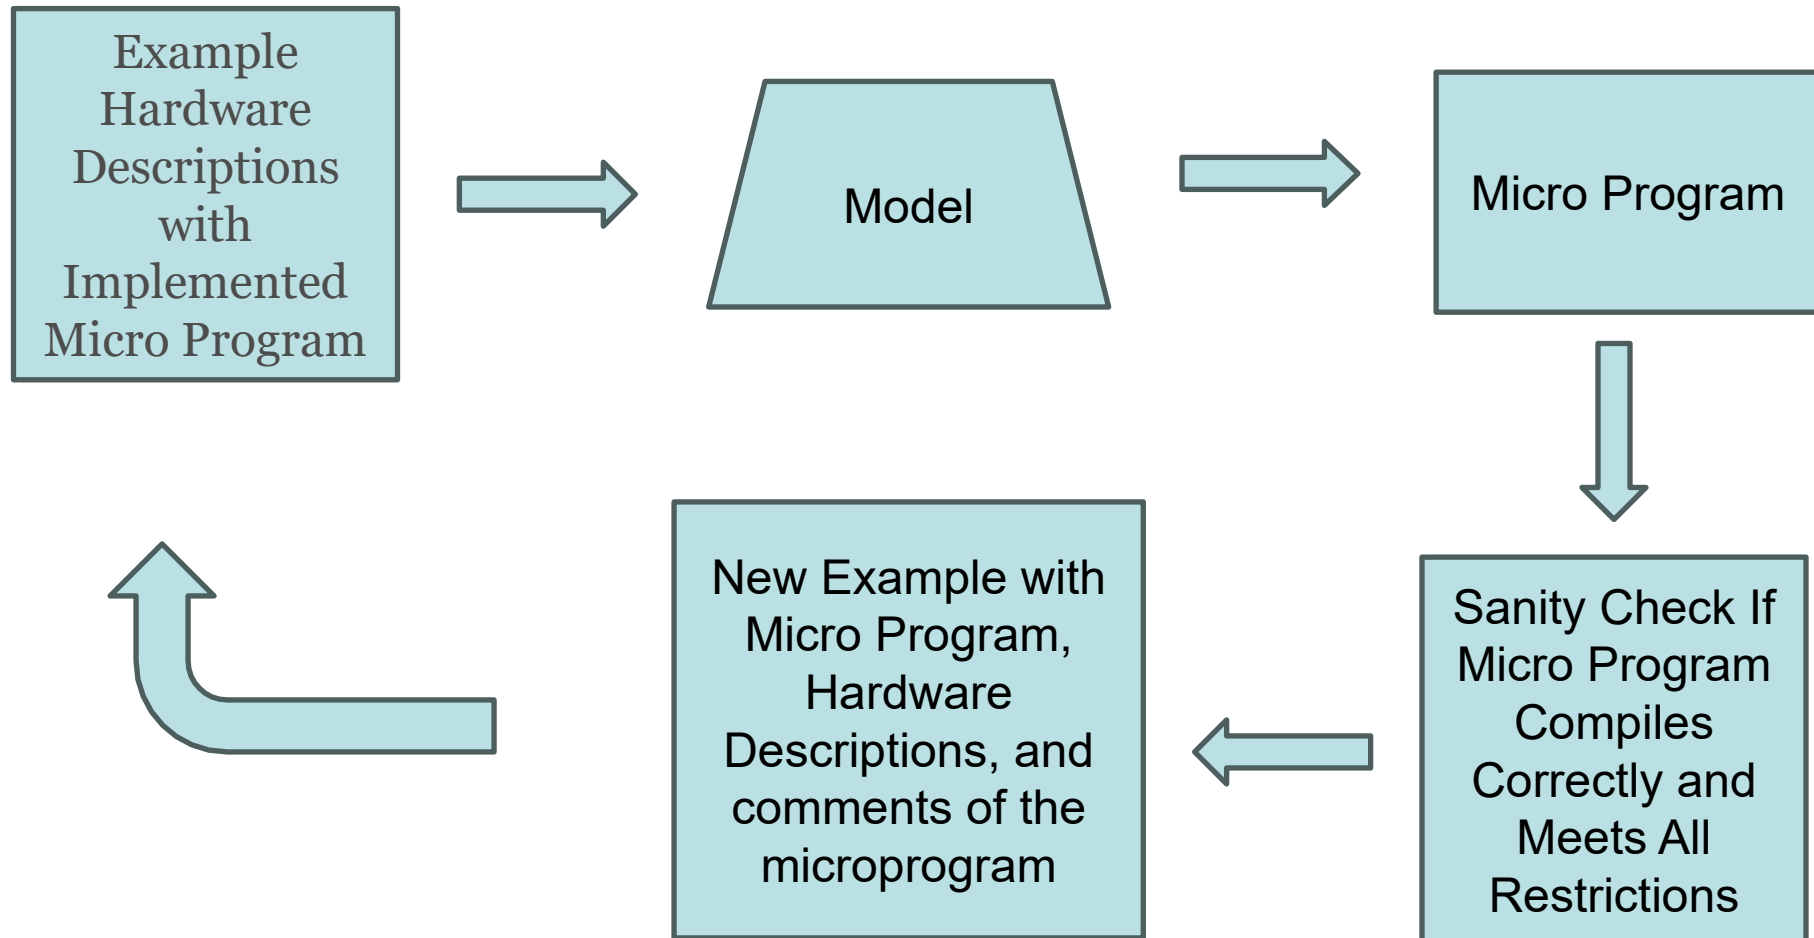 Example
Hardware
Descriptions
with
Implemented
Micro Program
Model
Micro Program
New Example with
Micro Program,
Hardware
Descriptions, and
comments of the
microprogram
Sanity Check If
Micro Program
Compiles
Correctly and
Meets All
Restrictions